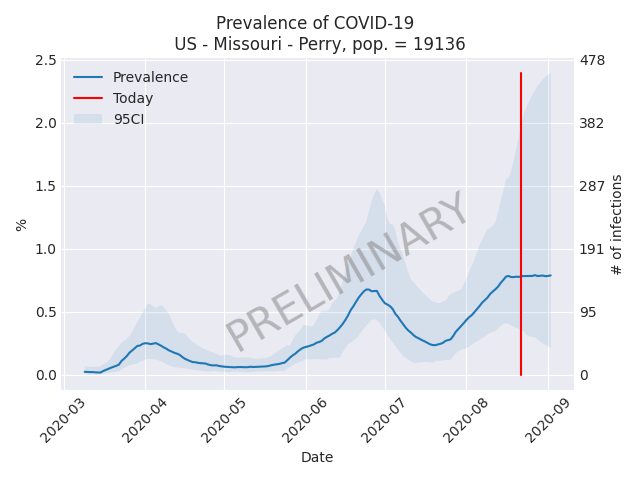 Prevalence of COVID-19
US - Missouri - Perry, pop. = 19136
Prevalence
Today
95CI
PRELIMINARY
%
2.5
2.0
1.5
1.0
0.5
0.0
478
382
287
191
95
0
# of infections
2020-03
2020-04
2020-05
2020-06
2020-07
2020-08
2020-09
Date